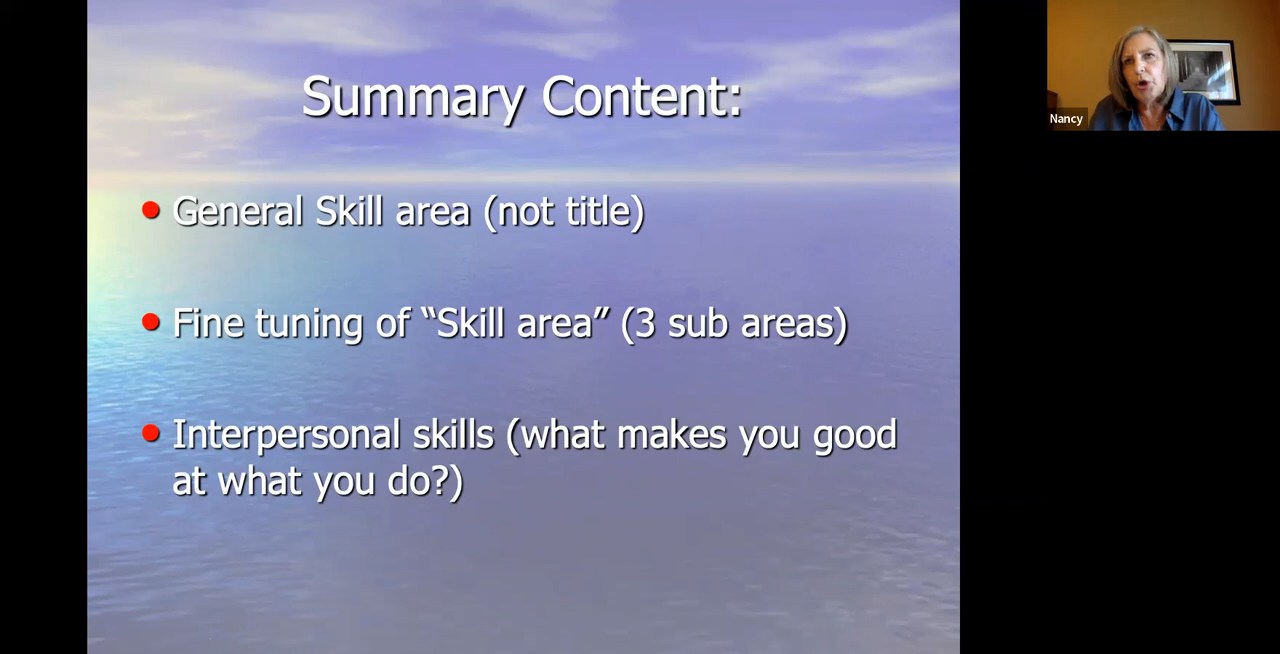 Summary Content:
General Skill area (not title)
Fine tuning of “Skill area” (3 sub areas)
Interpersonal skills (what makes you good
at what you do?)
Nancy